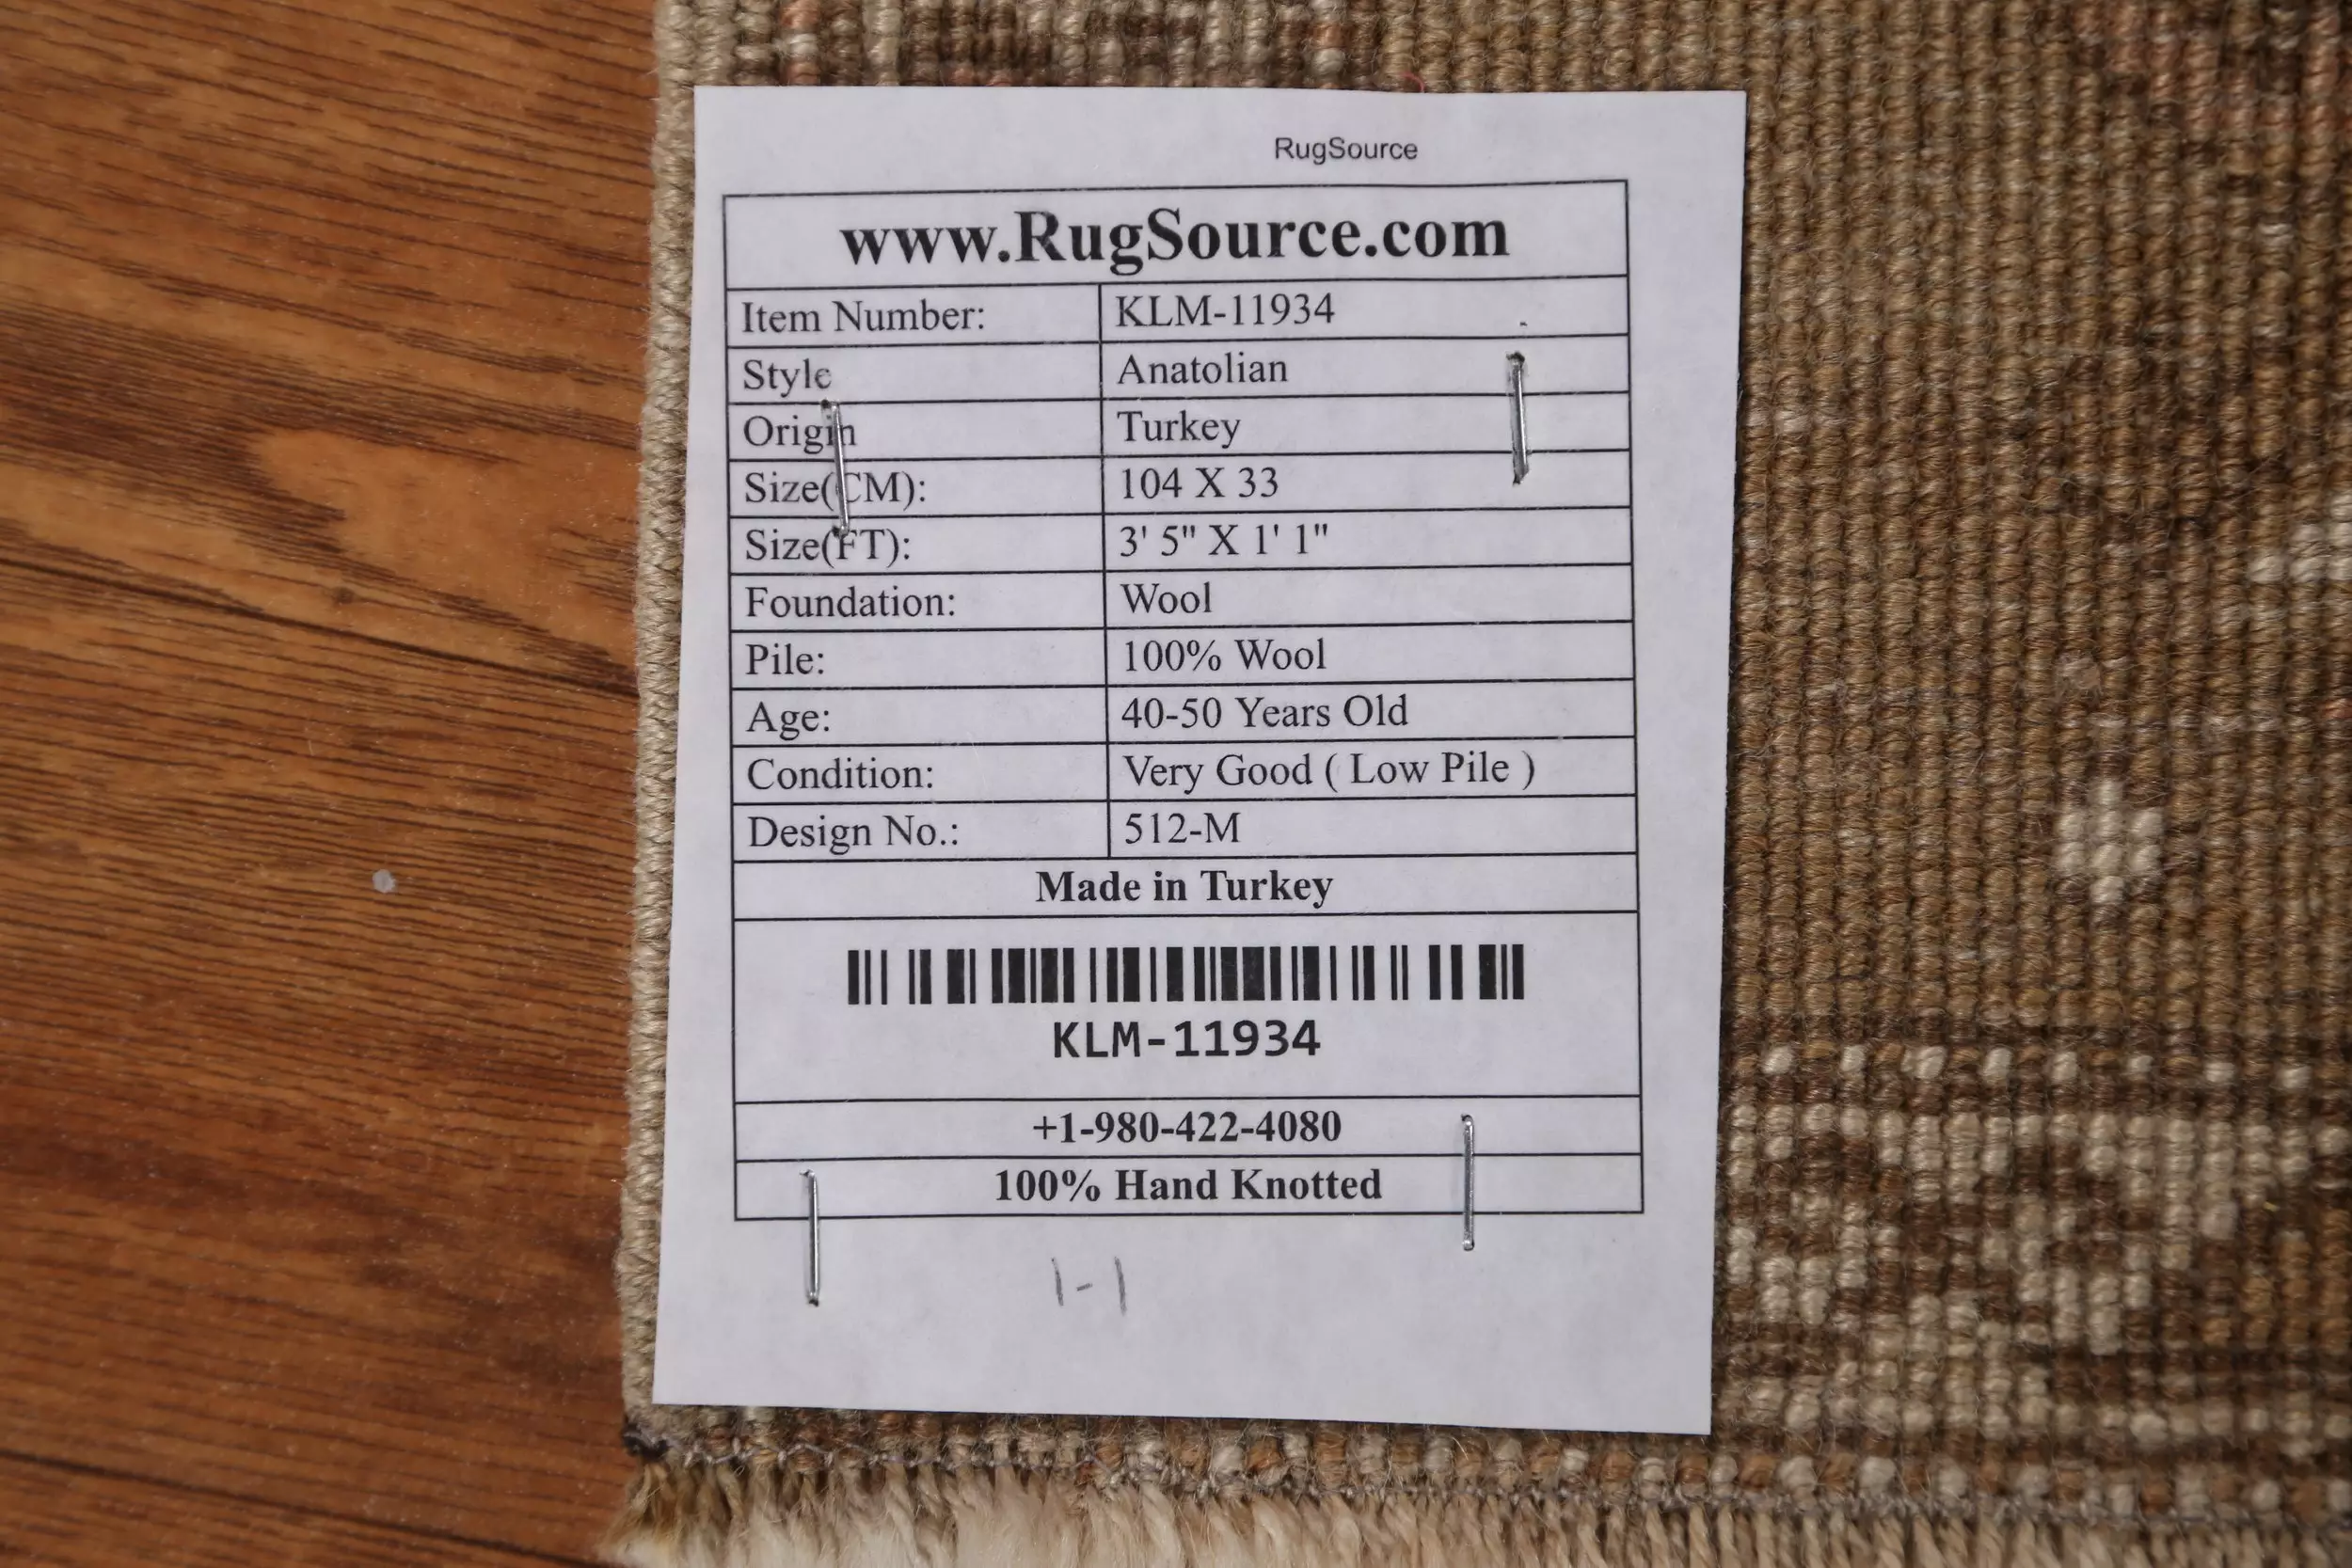 RugSource
www.RugSource.com
Item Number: KLM-11934
Style Anatolian
Origin Turkey
Size(CM): 104 X 33
Size(FT): 3' 5" X 1' 1"
Foundation: Wool
Pile: 100% Wool
Age: 40-50 Years Old
Condition: Very Good ( Low Pile )
Design No.: 512-M
Made in Turkey
KLM-11934
+1-980-422-4080
100% Hand Knotted
1-1